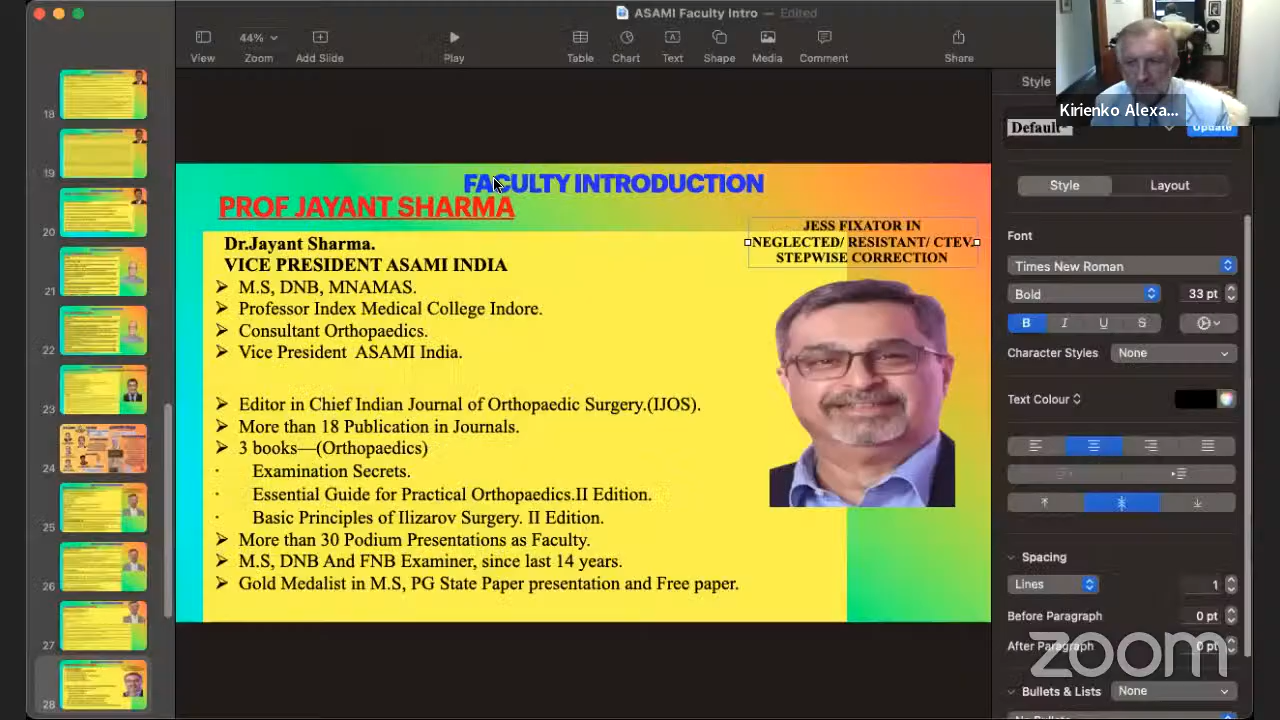 ASAMI Faculty Intro — Edited
44%
View
Zoom
Add Slide
Play
Table
Chart
Text
Shape
Media
Comment
Share
Kirienko Alexa...
18
19
20
21
22
23
24
25
26
27
28
FACULTY INTRODUCTION
PROF JAYANT SHARMA
JESS FIXATOR IN
NEGLECTED/ RESISTANT/ CTEV.
STEPWISE CORRECTION
Dr.Jayant Sharma.
VICE PRESIDENT ASAMI INDIA
➢ M.S, DNB, MNAMAS.
➢ Professor Index Medical College Indore.
➢ Consultant Orthopaedics.
➢ Vice President ASAMI India.
➢ Editor in Chief Indian Journal of Orthopaedic Surgery.(IJOS).
➢ More than 18 Publication in Journals.
➢ 3 books—(Orthopaedics)
· Examination Secrets.
· Essential Guide for Practical Orthopaedics.II Edition.
· Basic Principles of Ilizarov Surgery. II Edition.
➢ More than 30 Podium Presentations as Faculty.
➢ M.S, DNB And FNB Examiner, since last 14 years.
➢ Gold Medalist in M.S, PG State Paper presentation and Free paper.
Style
Default*
Update
Style Layout
Font
Times New Roman
Bold 33 pt
B I U S
Character Styles None
Text Colour
Spacing
Lines 1
Before Paragraph 0 pt
After Paragraph 0 pt
zoom
Bullets & Lists None
No Bullets